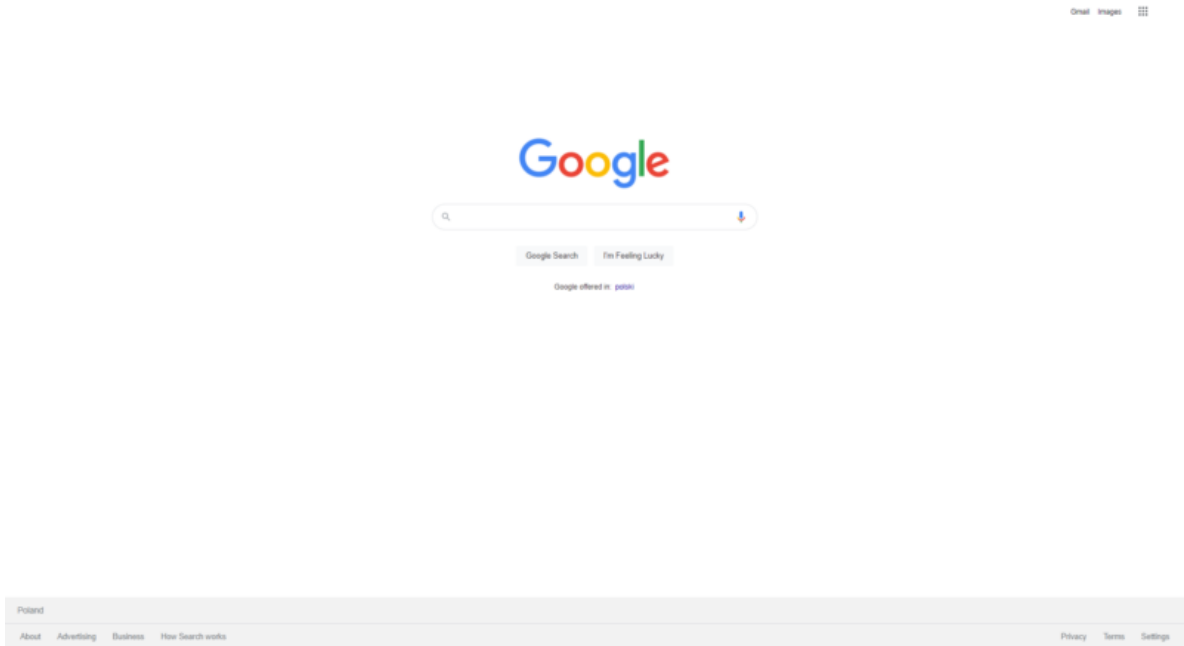 Gmail Images
Google
Google Search I'm Feeling Lucky
Google offered in: polski
Poland
About Advertising Business How Search works Privacy Terms Settings